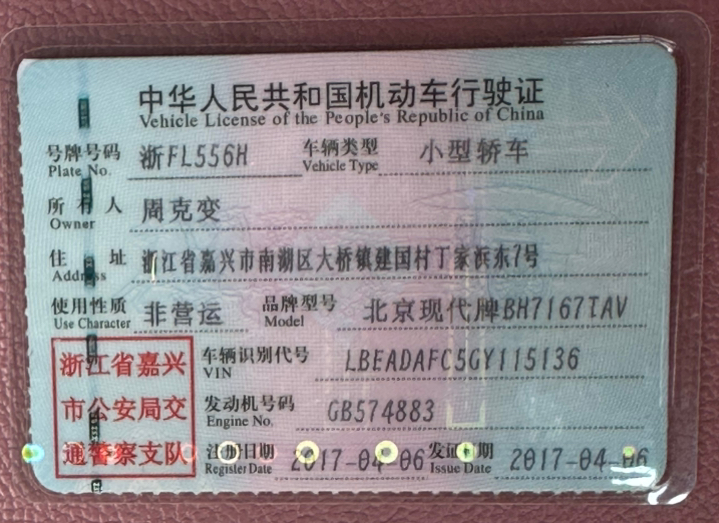 中华人民共和国机动车行驶证
Vehicle License of the People's Republic of China
号牌号码 浙FL556H 车辆类型 小型轿车
Plate No. Vehicle Type
所有人 周克变
Owner
住址 浙江省嘉兴市南湖区大桥镇建国村丁家浜东7号
Address
使用性质 非营运 品牌型号 北京现代牌BH7167TAV
Use Character Model
浙江省嘉兴 车辆识别代号 LBEADAFC5GY115136
VIN
市公安局交 发动机号码 GB574883
Engine No.
通警察支队 注册日期 2017-04-06 发证日期 2017-04-06
Register Date Issue Date